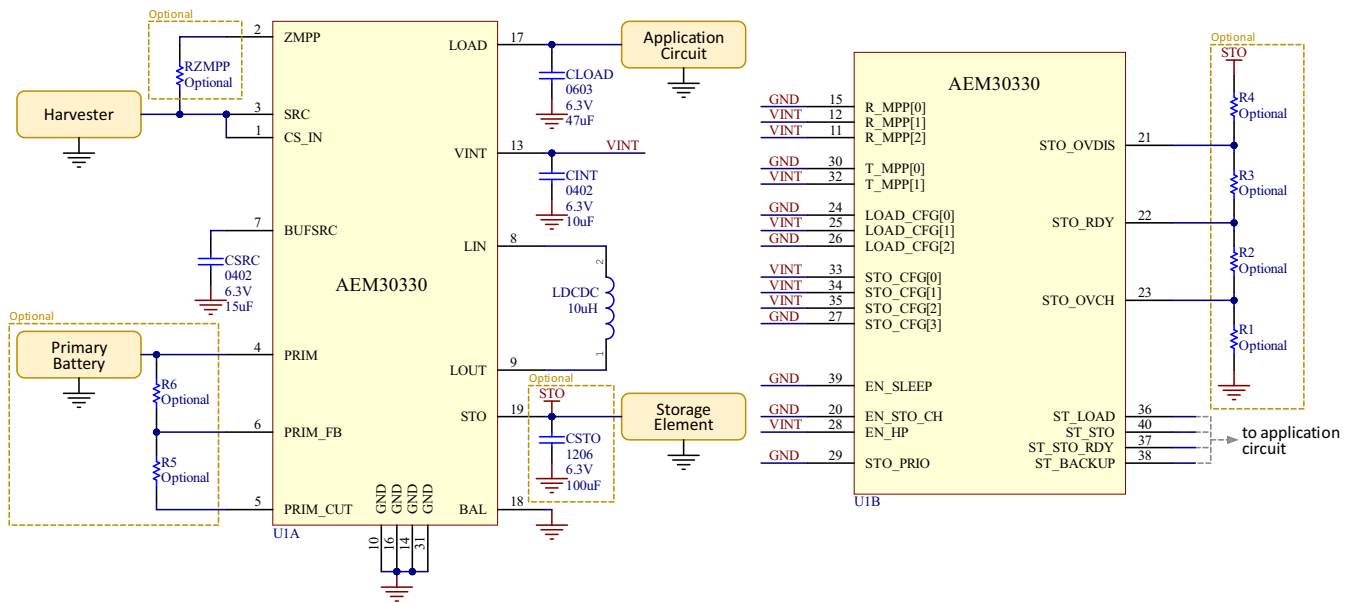 Optional
2
ZMPP
RZMPP
Optional
Harvester
3
SRC
1
CS_IN
7
BUFSRC
CSRC
0402
6.3V
15uF
AEM30330
Optional
Primary
Battery
4
PRIM
R6
Optional
6
PRIM_FB
R5
Optional
5
PRIM_CUT
U1A
GND
GND
GND
GND
10
16
14
31
LOAD
17
Application
Circuit
CLOAD
0603
6.3V
47uF
VINT
13
VINT
CINT
0402
6.3V
10uF
LIN
8
2
LDCDC
10uH
1
LOUT
9
Optional
STO
STO
19
Storage
Element
CSTO
1206
6.3V
100uF
BAL
18
AEM30330
GND 15 R_MPP[0]
VINT 12 R_MPP[1]
VINT 11 R_MPP[2]
GND 30 T_MPP[0]
VINT 32 T_MPP[1]
GND 24 LOAD_CFG[0]
VINT 25 LOAD_CFG[1]
GND 26 LOAD_CFG[2]
VINT 33 STO_CFG[0]
VINT 34 STO_CFG[1]
VINT 35 STO_CFG[2]
GND 27 STO_CFG[3]
GND 39 EN_SLEEP
GND 20 EN_STO_CH
VINT 28 EN_HP
GND 29 STO_PRIO
U1B
Optional
STO
R4
Optional
STO_OVDIS 21
R3
Optional
STO_RDY 22
R2
Optional
STO_OVCH 23
R1
Optional
ST_LOAD 36
ST_STO 40
ST_STO_RDY 37
ST_BACKUP 38
to application
circuit